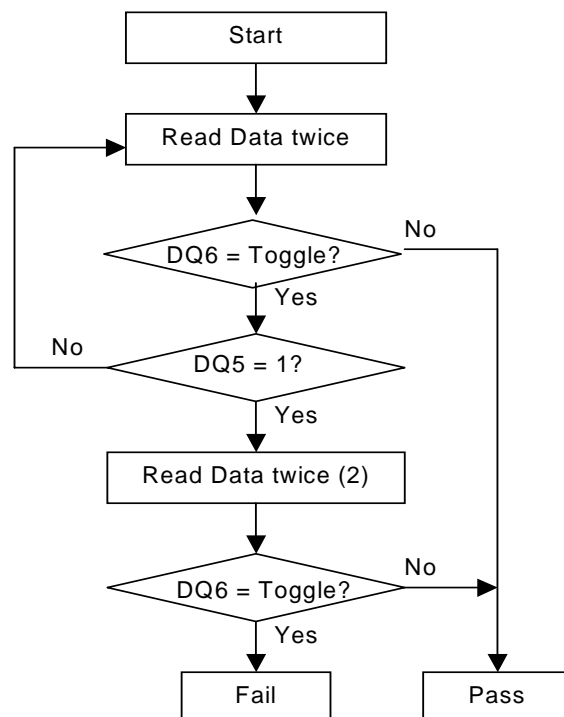 Start
Read Data twice
No
DQ6 = Toggle?
Yes
No
DQ5 = 1?
Yes
Read Data twice (2)
No
DQ6 = Toggle?
Yes
Fail
Pass